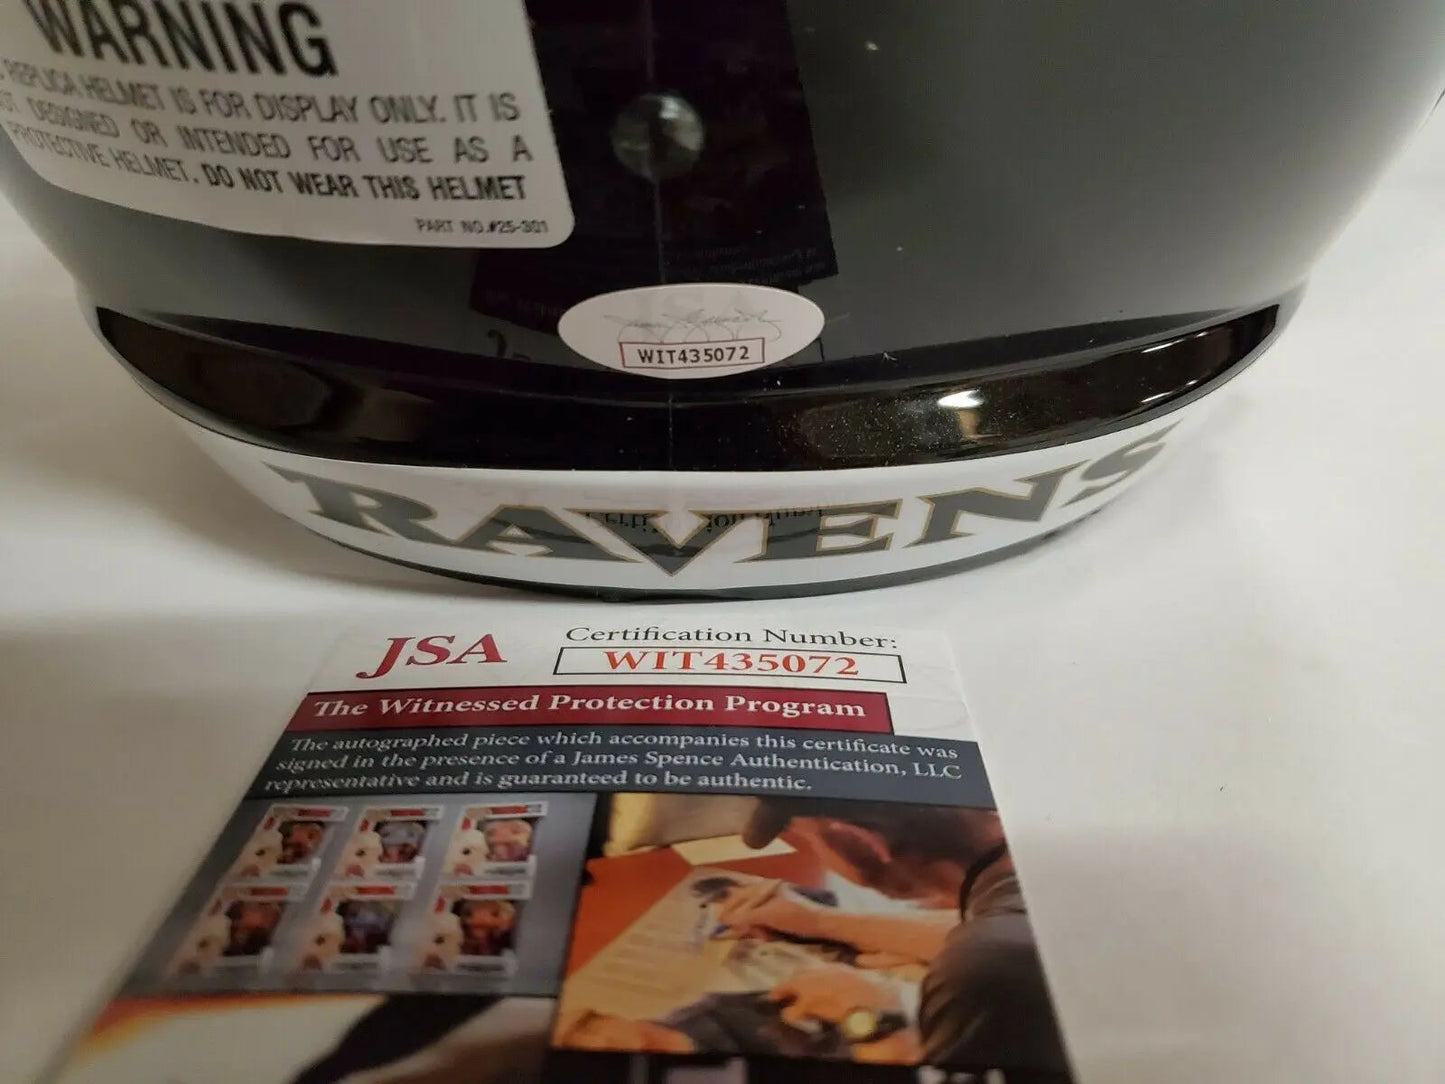 WARNING
REPLICA HELMET IS FOR DISPLAY ONLY. IT IS
DESIGNED OR INTENDED FOR USE AS A
PROTECTIVE HELMET. DO NOT WEAR THIS HELMET
PART NO.#25-301
JSA
WIT435072
RAVENS
JSA
Certification Number:
WIT435072
The Witnessed Protection Program
The autographed piece which accompanies this certificate was
signed in the presence of a James Spence Authentication, LLC
representative and is guaranteed to be authentic.